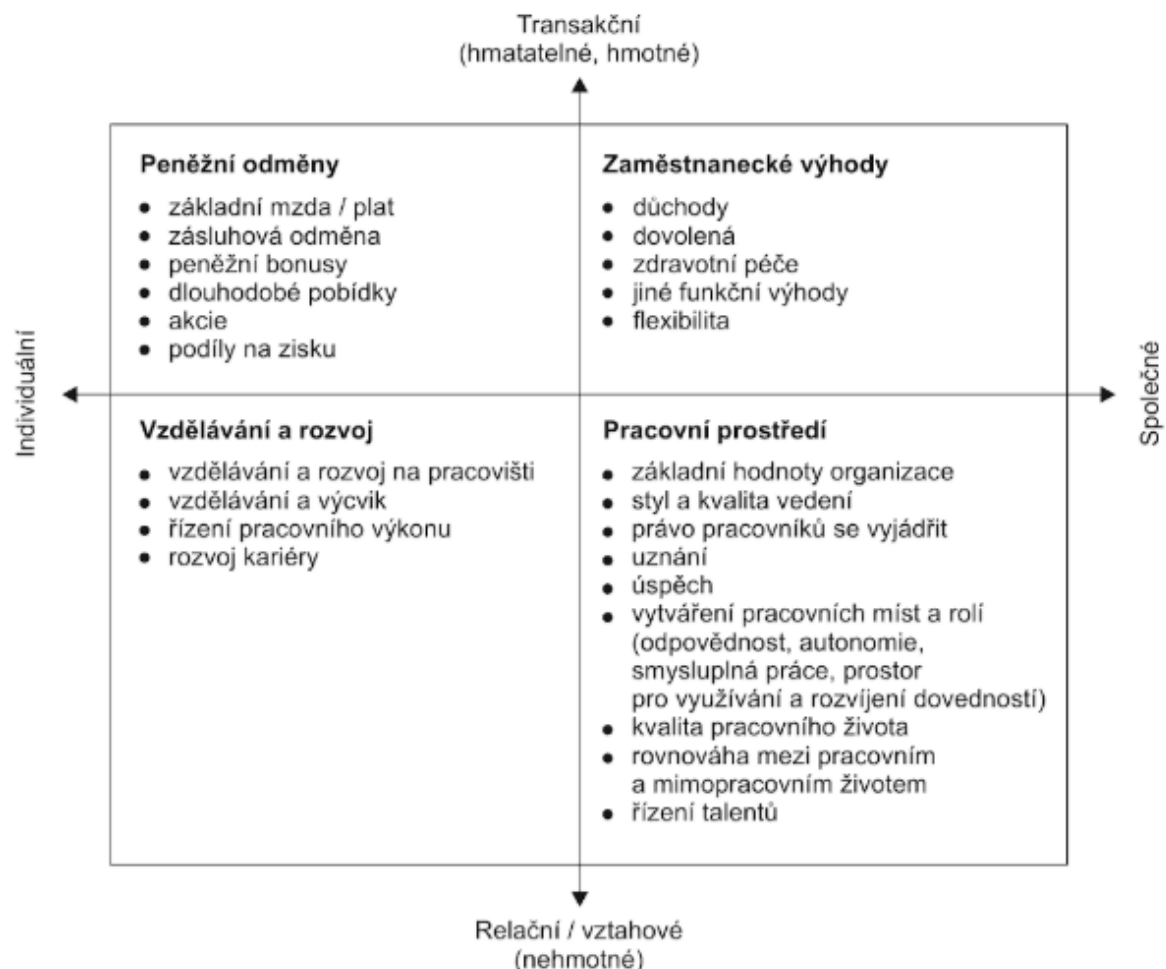 Transakční
(hmatatelné, hmotné)
Individuální
Peněžní odměny
• základní mzda / plat
• zásluhová odměna
• peněžní bonusy
• dlouhodobé pobídky
• akcie
• podíly na zisku
Zaměstnanecké výhody
• důchody
• dovolená
• zdravotní péče
• jiné funkční výhody
• flexibilita
Společné
Vzdělávání a rozvoj
• vzdělávání a rozvoj na pracovišti
• vzdělávání a výcvik
• řízení pracovního výkonu
• rozvoj kariéry
Pracovní prostředí
• základní hodnoty organizace
• styl a kvalita vedení
• právo pracovníků se vyjádřit
• uznání
• úspěch
• vytváření pracovních míst a rolí
(odpovědnost, autonomie,
smysluplná práce, prostor
pro využívání a rozvíjení dovedností)
• kvalita pracovního života
• rovnováha mezi pracovním
a mimopracovním životem
• řízení talentů
Relační / vztahové
(nehmotné)